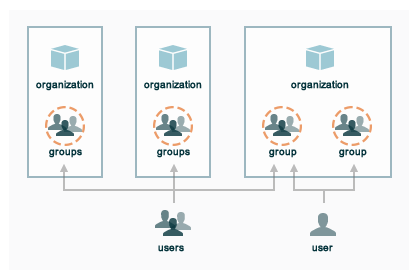 organization
organization
organization
groups
groups
group
group
users
user